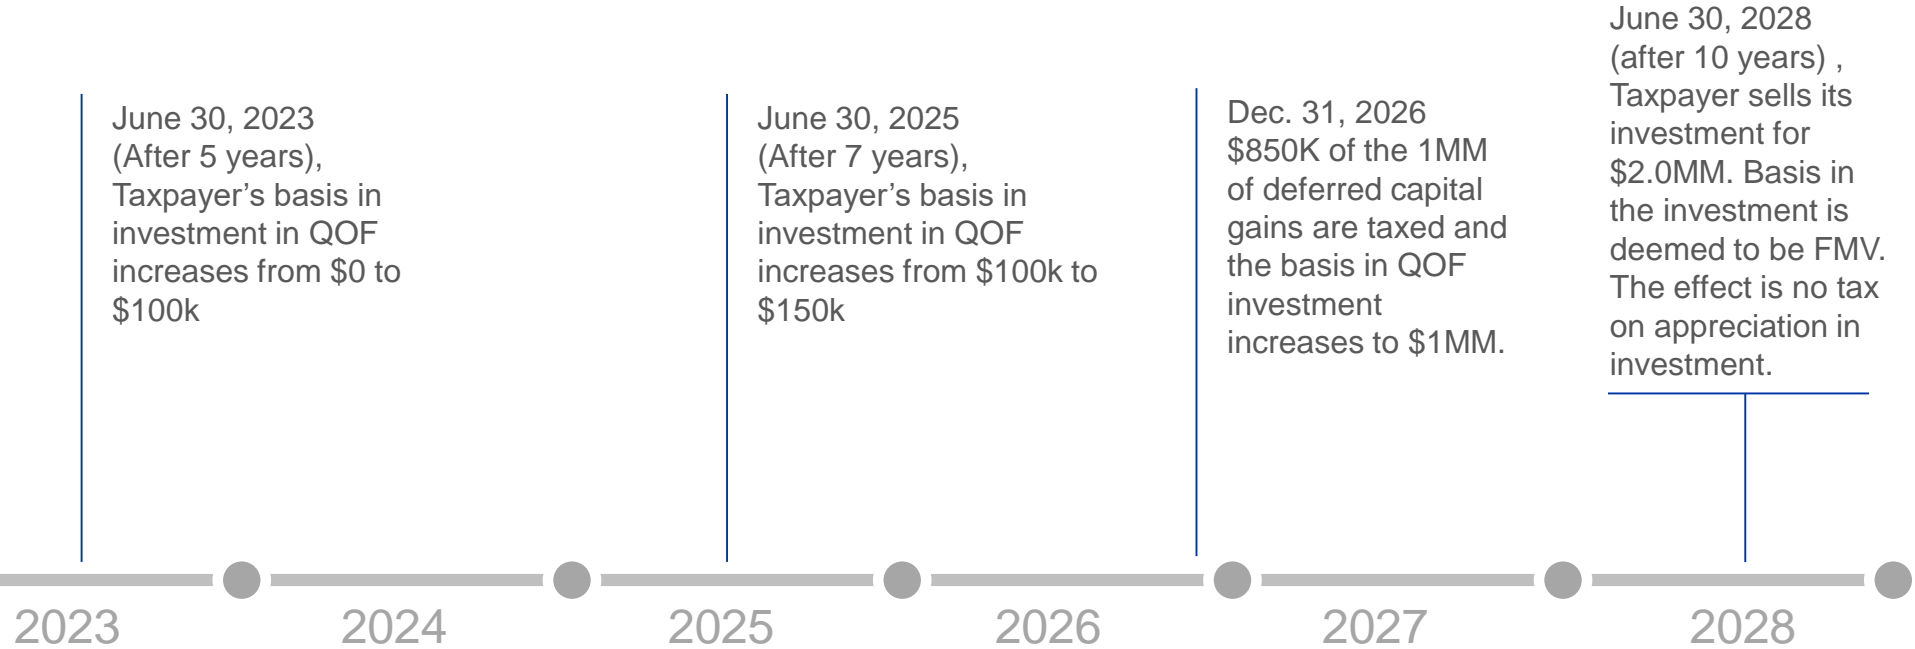 June 30, 2023
(After 5 years),
Taxpayer’s basis in
investment in QOF
increases from $0 to
$100k
June 30, 2025
(After 7 years),
Taxpayer’s basis in
investment in QOF
increases from $100k to
$150k
Dec. 31, 2026
$850K of the 1MM
of deferred capital
gains are taxed and
the basis in QOF
investment
increases to $1MM.
June 30, 2028
(after 10 years) ,
Taxpayer sells its
investment for
$2.0MM. Basis in
the investment is
deemed to be FMV.
The effect is no tax
on appreciation in
investment.
2023
2024
2025
2026
2027
2028